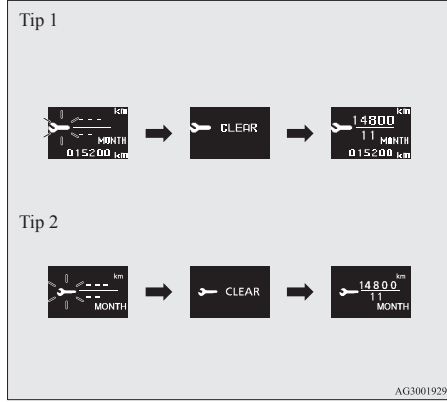 Tip 1
km
---
--
MONTH
015200 km
CLEAR
km
14800
11
MONTH
015200 km
Tip 2
km
---
--
MONTH
CLEAR
km
14800
11
MONTH
AG3001929